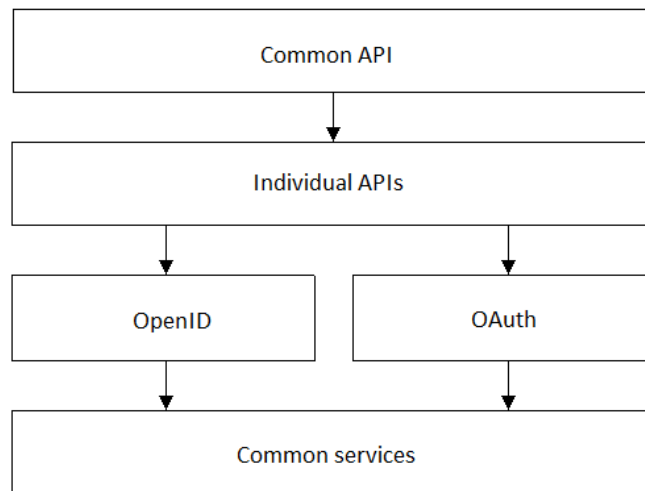 Common API
Individual APIs
OpenID
OAuth
Common services